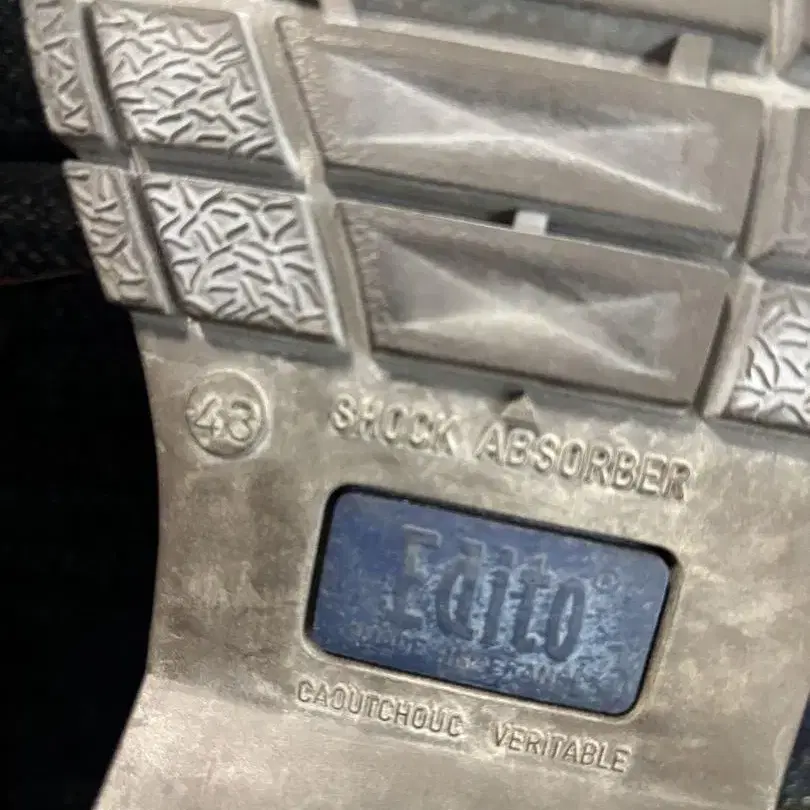 43
SHOCK ABSORBER
Edito®
CAOUTCHOUC VERITABLE